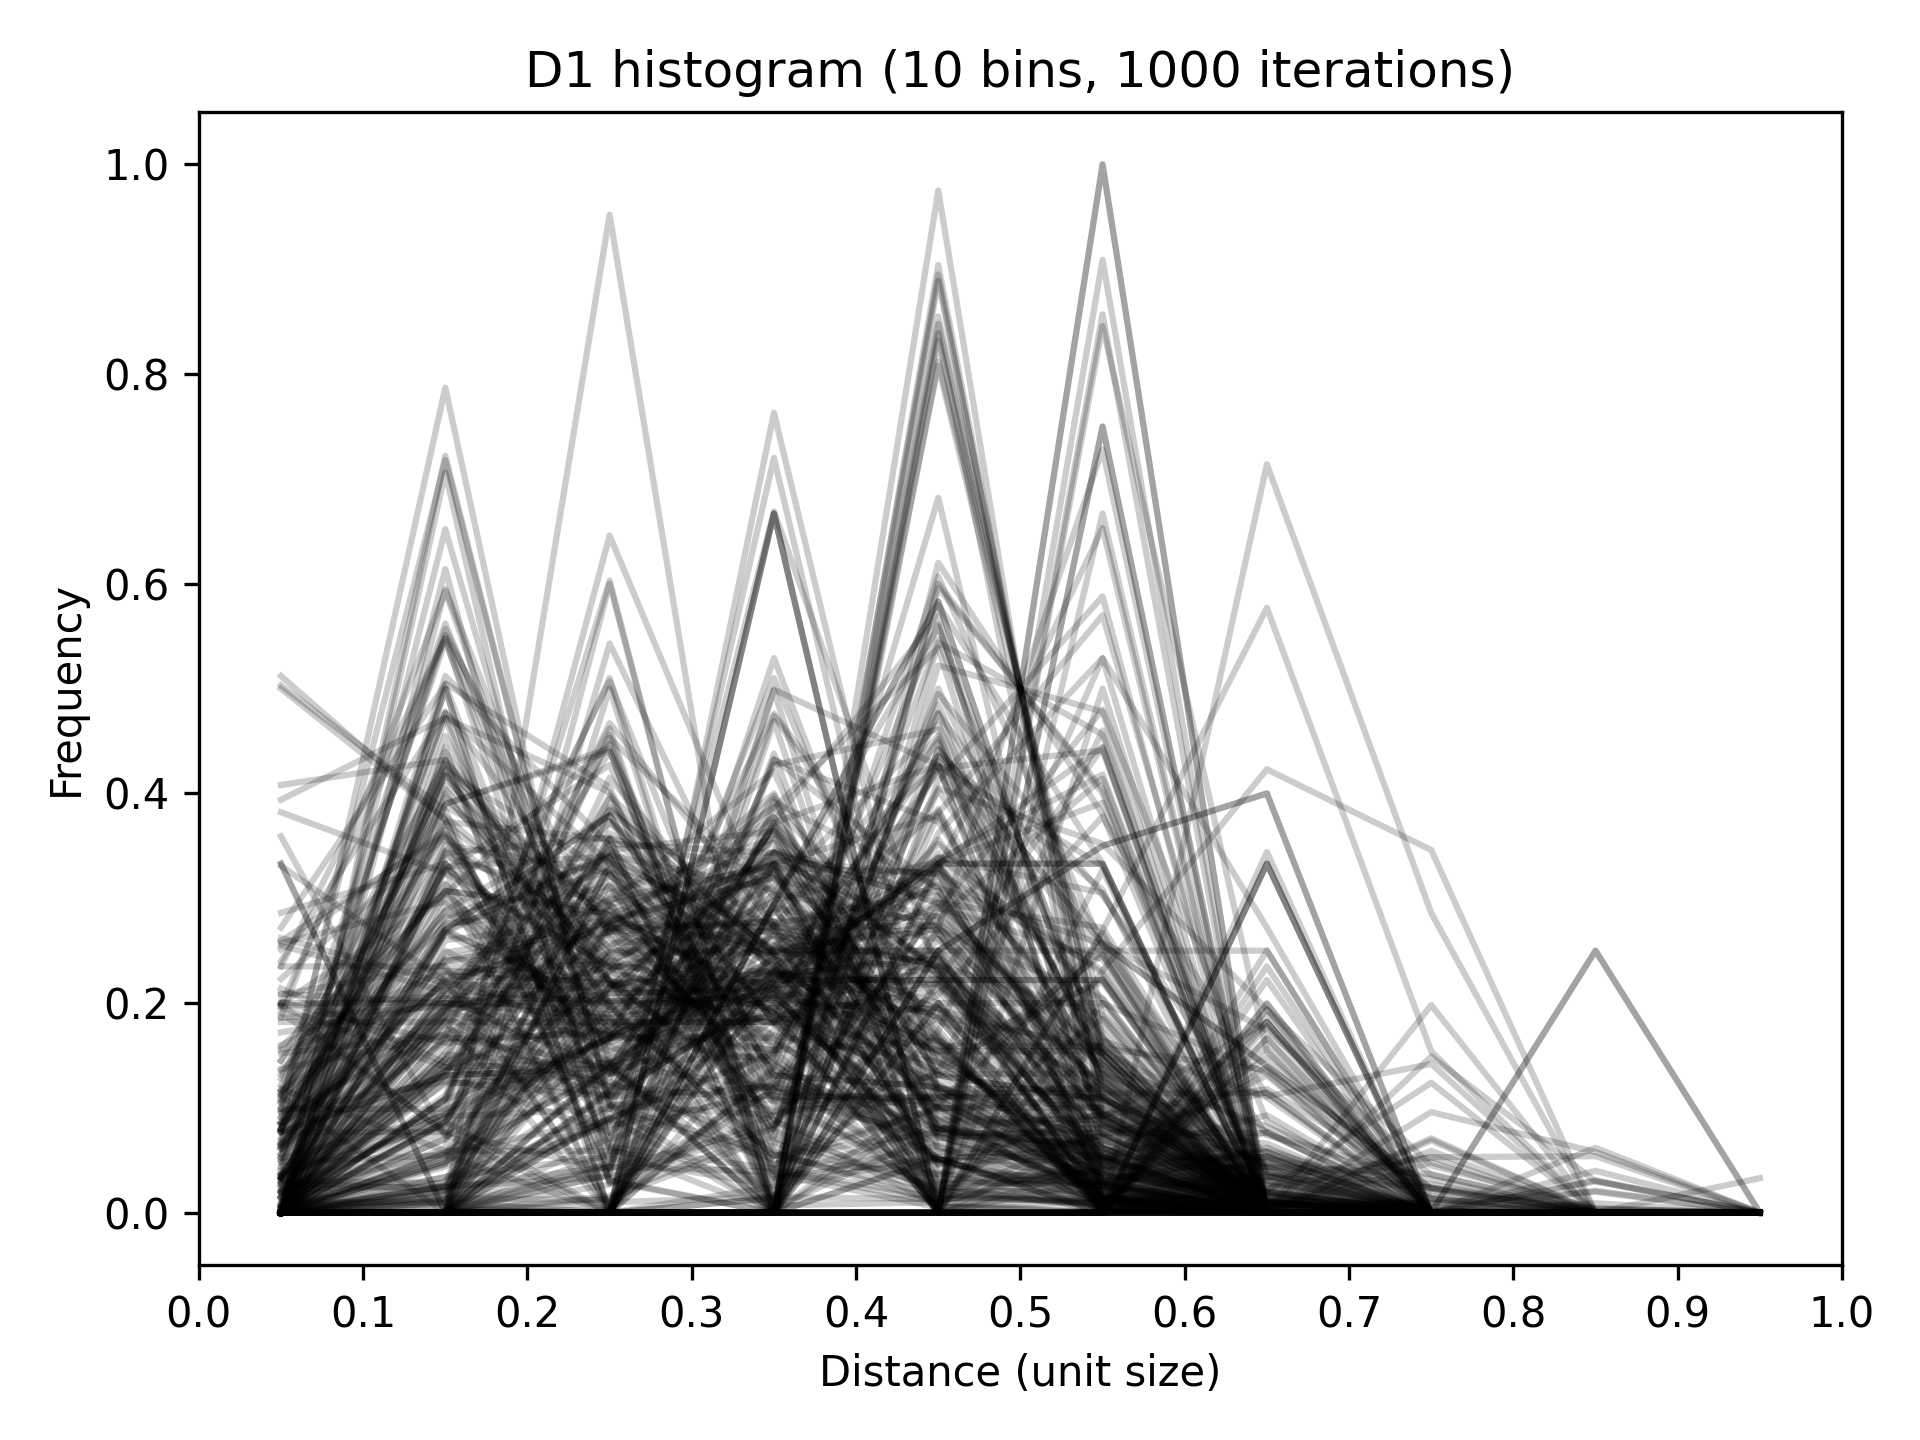 D1 histogram (10 bins, 1000 iterations)
1.0
0.8
0.6
0.4
0.2
0.0
Frequency
0.0 0.1 0.2 0.3 0.4 0.5 0.6 0.7 0.8 0.9 1.0
Distance (unit size)